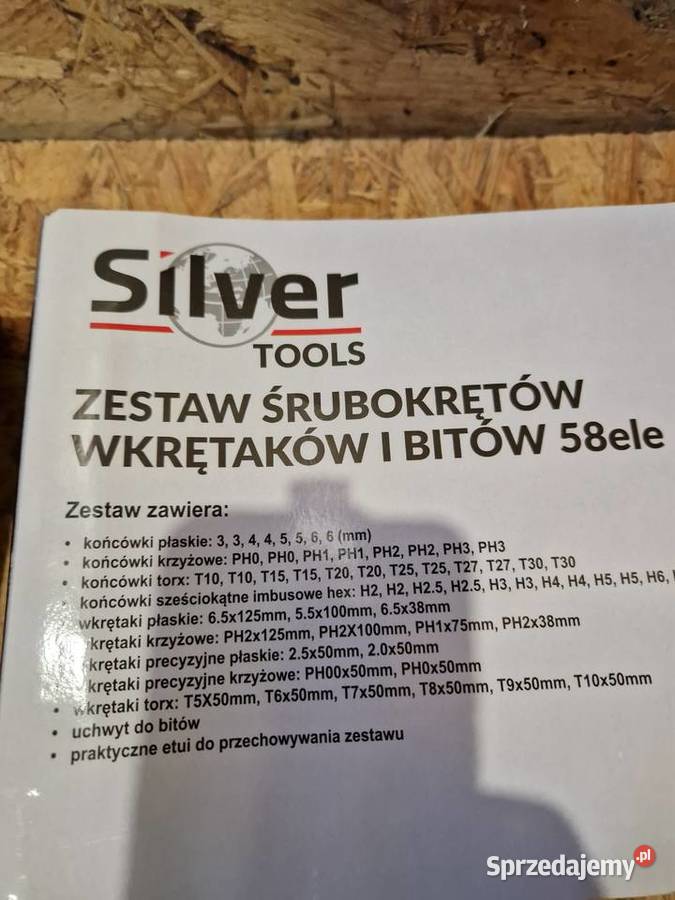 Silver
TOOLS
ZESTAW ŚRUBOKRĘTÓW
WKRĘTAKÓW I BITÓW 58ele
Zestaw zawiera:
• końcówki płaskie: 3, 3, 4, 4, 5, 5, 6, 6 (mm)
• końcówki krzyżowe: PH0, PH0, PH1, PH1, PH2, PH2, PH3, PH3
• końcówki torx: T10, T10, T15, T15, T20, T20, T25, T25, T27, T27, T30, T30
• końcówki sześciokątne imbusowe hex: H2, H2, H2.5, H2.5, H3, H3, H4, H4, H5, H5, H6,
wkrętaki płaskie: 6.5x125mm, 5.5x100mm, 6.5x38mm
wkrętaki krzyżowe: PH2x125mm, PH2X100mm, PH1x75mm, PH2x38mm
wkrętaki precyzyjne płaskie: 2.5x50mm, 2.0x50mm
wkrętaki precyzyjne krzyżowe: PH00x50mm, PH0x50mm
• wkrętaki torx: T5X50mm, T6x50mm, T7x50mm, T8x50mm, T9x50mm, T10x50mm
• uchwyt do bitów
• praktyczne etui do przechowywania zestawu
Sprzedajemy.pl